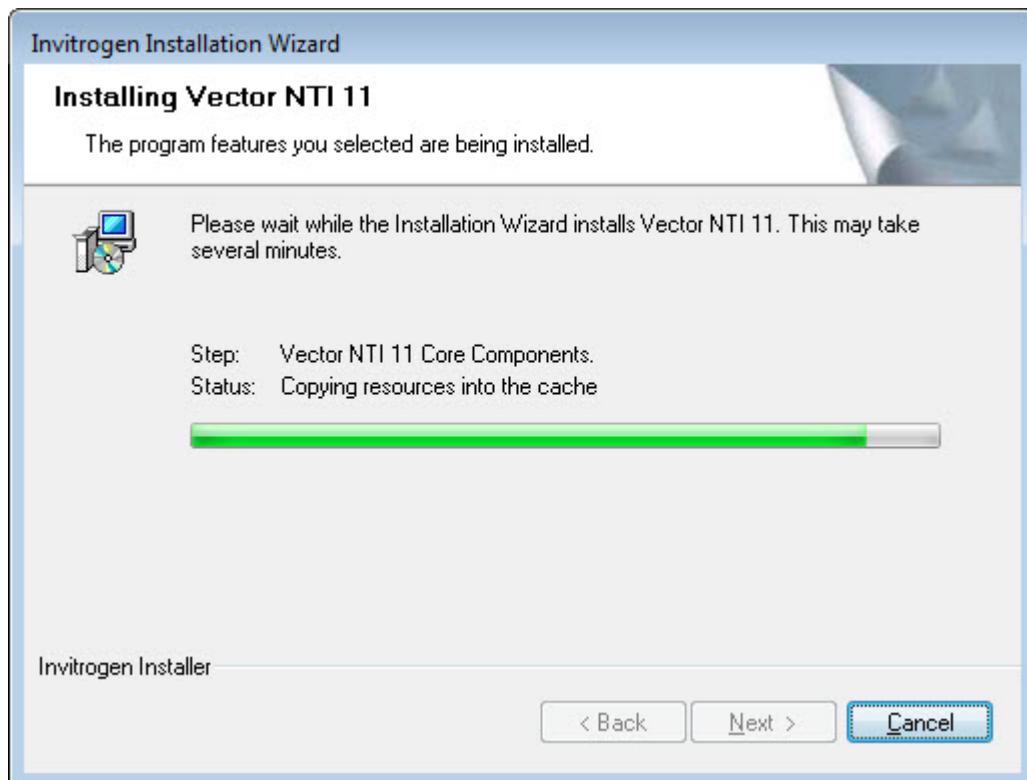 Invitrogen Installation Wizard
Installing Vector NTI 11
The program features you selected are being installed.
Please wait while the Installation Wizard installs Vector NTI 11. This may take
several minutes.
Step: Vector NTI 11 Core Components.
Status: Copying resources into the cache
Invitrogen Installer
< Back Next > Cancel